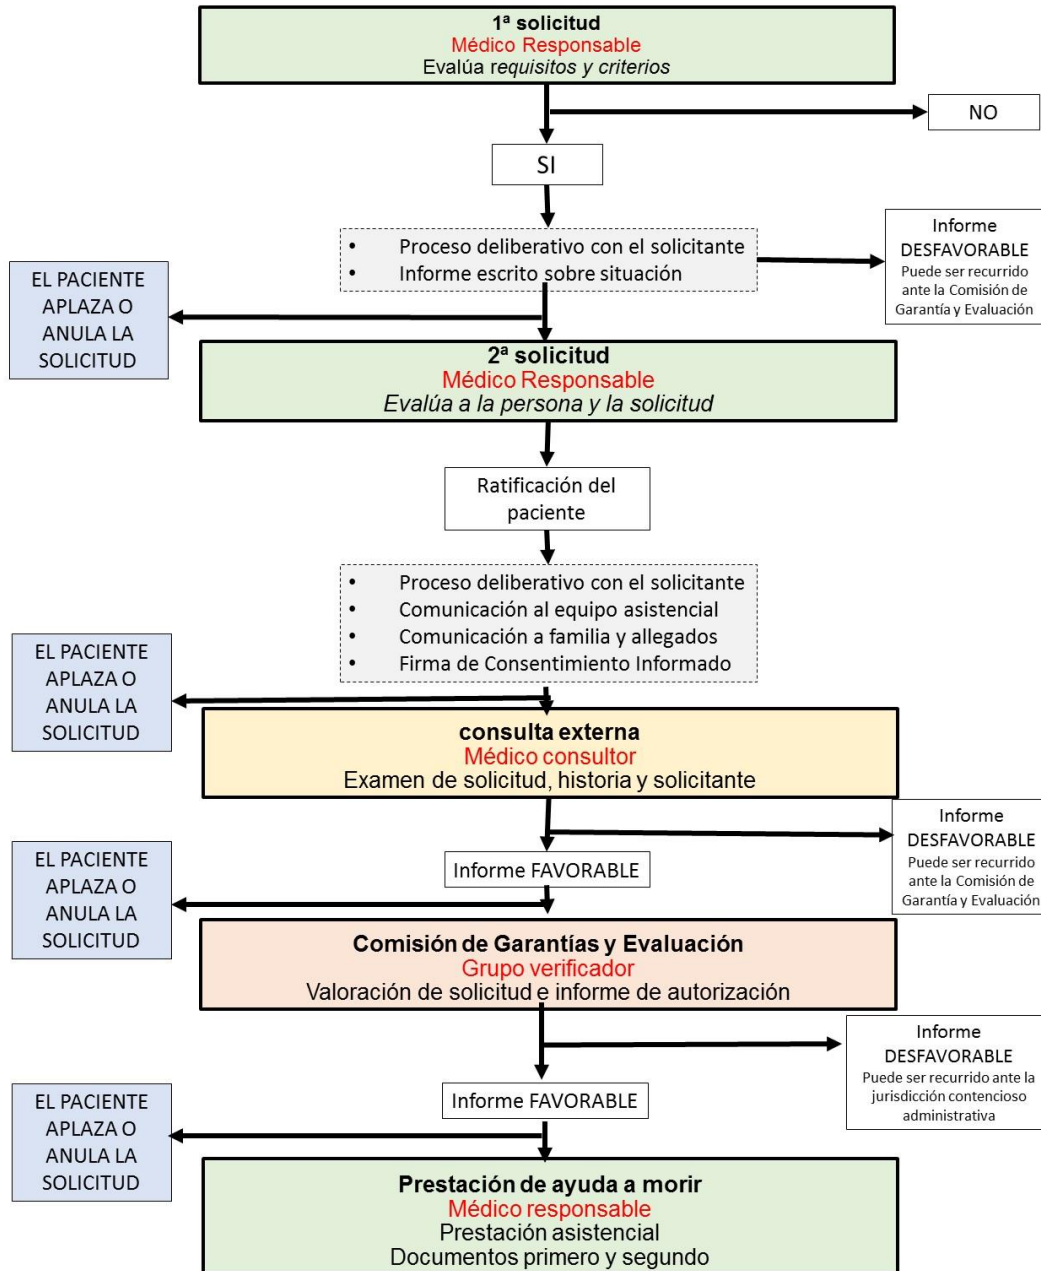 1ª solicitud
Médico Responsable
Evalúa requisitos y criterios
NO
SI
• Proceso deliberativo con el solicitante
• Informe escrito sobre situación
Informe
DESFAVORABLE
Puede ser recurrido
ante la Comisión de
Garantía y Evaluación
EL PACIENTE
APLAZA O
ANULA LA
SOLICITUD
2ª solicitud
Médico Responsable
Evalúa a la persona y la solicitud
Ratificación del
paciente
• Proceso deliberativo con el solicitante
• Comunicación al equipo asistencial
• Comunicación a familia y allegados
• Firma de Consentimiento Informado
EL PACIENTE
APLAZA O
ANULA LA
SOLICITUD
consulta externa
Médico consultor
Examen de solicitud, historia y solicitante
Informe
DESFAVORABLE
Puede ser recurrido
ante la Comisión de
Garantía y Evaluación
Informe FAVORABLE
EL PACIENTE
APLAZA O
ANULA LA
SOLICITUD
Comisión de Garantías y Evaluación
Grupo verificador
Valoración de solicitud e informe de autorización
Informe
DESFAVORABLE
Puede ser recurrido ante la
jurisdicción contencioso
administrativa
Informe FAVORABLE
EL PACIENTE
APLAZA O
ANULA LA
SOLICITUD
Prestación de ayuda a morir
Médico responsable
Prestación asistencial
Documentos primero y segundo